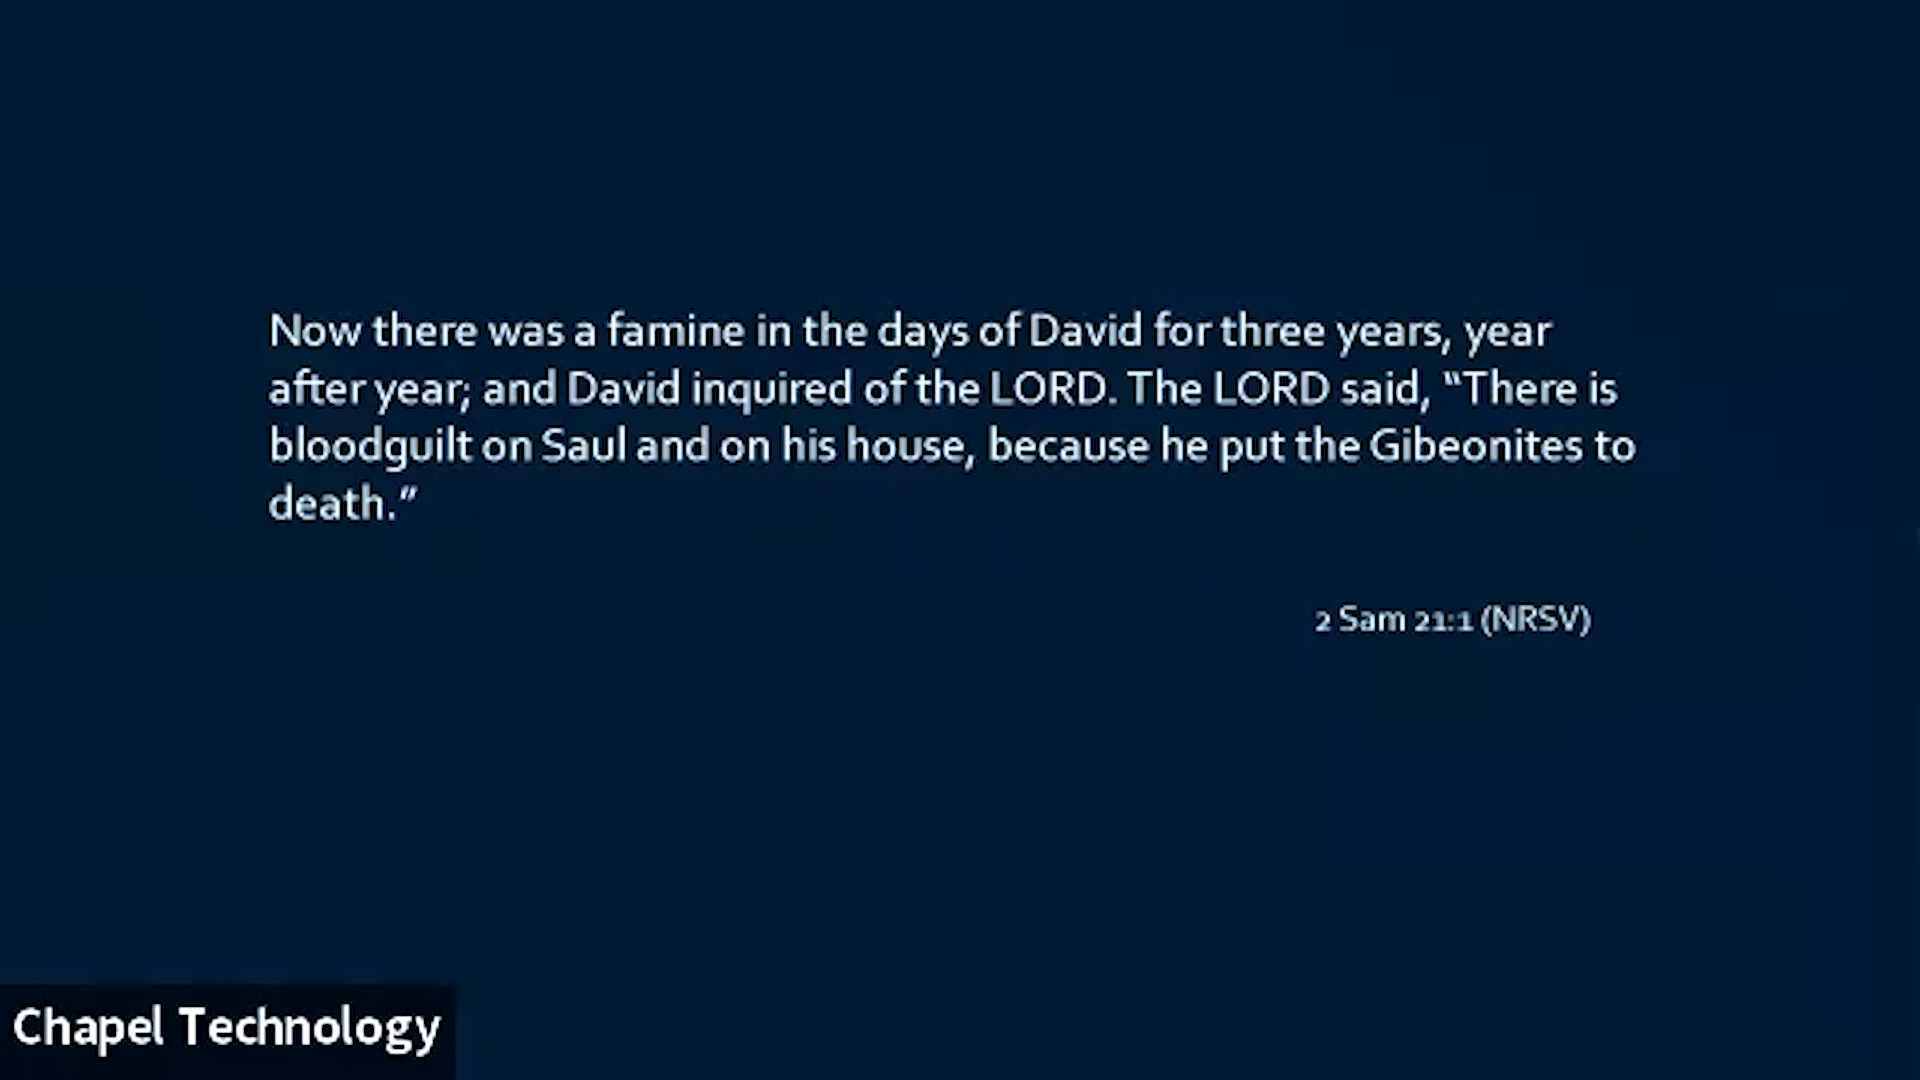 Now there was a famine in the days of David for three years, year
after year; and David inquired of the LORD. The LORD said, “There is
bloodguilt on Saul and on his house, because he put the Gibeonites to
death.”
2 Sam 21:1 (NRSV)
Chapel Technology